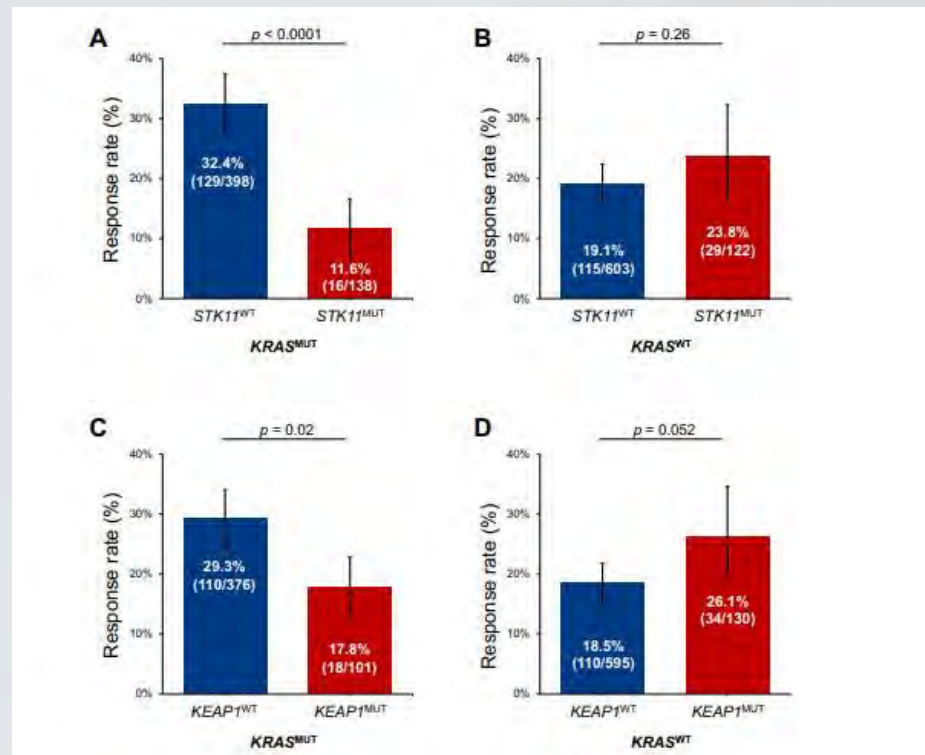 A
p < 0.0001
Response rate (%)
40%
30%
20%
10%
0%
32.4%
(129/398)
11.6%
(16/138)
STK11WT
STK11MUT
KRASMUT
B
p = 0.26
Response rate (%)
40%
30%
20%
10%
0%
19.1%
(115/603)
23.8%
(29/122)
STK11WT
STK11MUT
KRASWT
C
p = 0.02
Response rate (%)
40%
30%
20%
10%
0%
29.3%
(110/376)
17.8%
(18/101)
KEAP1WT
KEAP1MUT
KRASMUT
D
p = 0.052
Response rate (%)
40%
30%
20%
10%
0%
18.5%
(110/595)
26.1%
(34/130)
KEAP1WT
KEAP1MUT
KRASWT